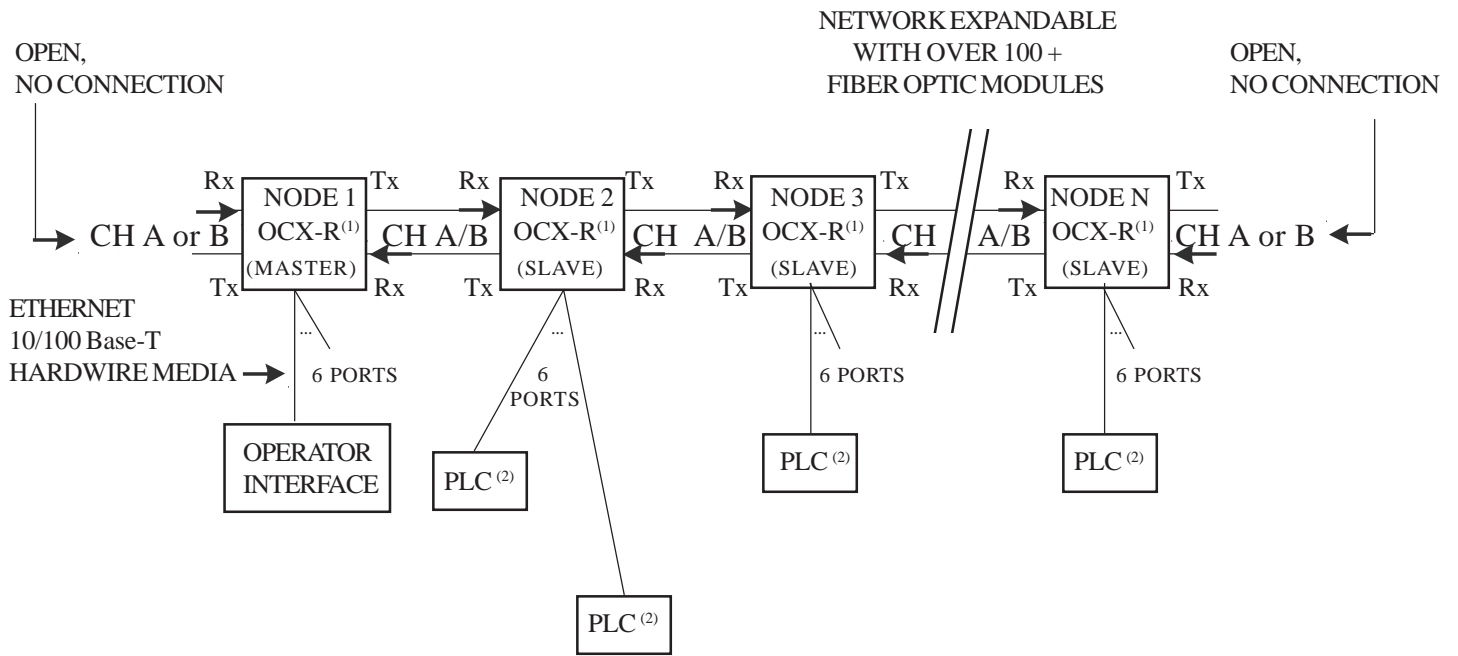 NETWORK EXPANDABLE
WITH OVER 100 +
FIBER OPTIC MODULES
OPEN,
NO CONNECTION
OPEN,
NO CONNECTION
Rx
NODE 1
Tx
Rx
NODE 2
Tx
Rx
NODE 3
Tx
Rx
NODE N
Tx
CH A or B
OCX-R(1)
CH A/B
OCX-R(1)
CH A/B
OCX-R(1)
CH A/B
OCX-R(1)
CH A or B
(MASTER)
(SLAVE)
(SLAVE)
(SLAVE)
Tx
Rx
Tx
Rx
Tx
Rx
Tx
Rx
ETHERNET
10/100 Base-T
HARDWIRE MEDIA
...
6 PORTS
...
6
PORTS
...
6 PORTS
...
6 PORTS
OPERATOR
INTERFACE
PLC (2)
PLC (2)
PLC (2)
PLC (2)